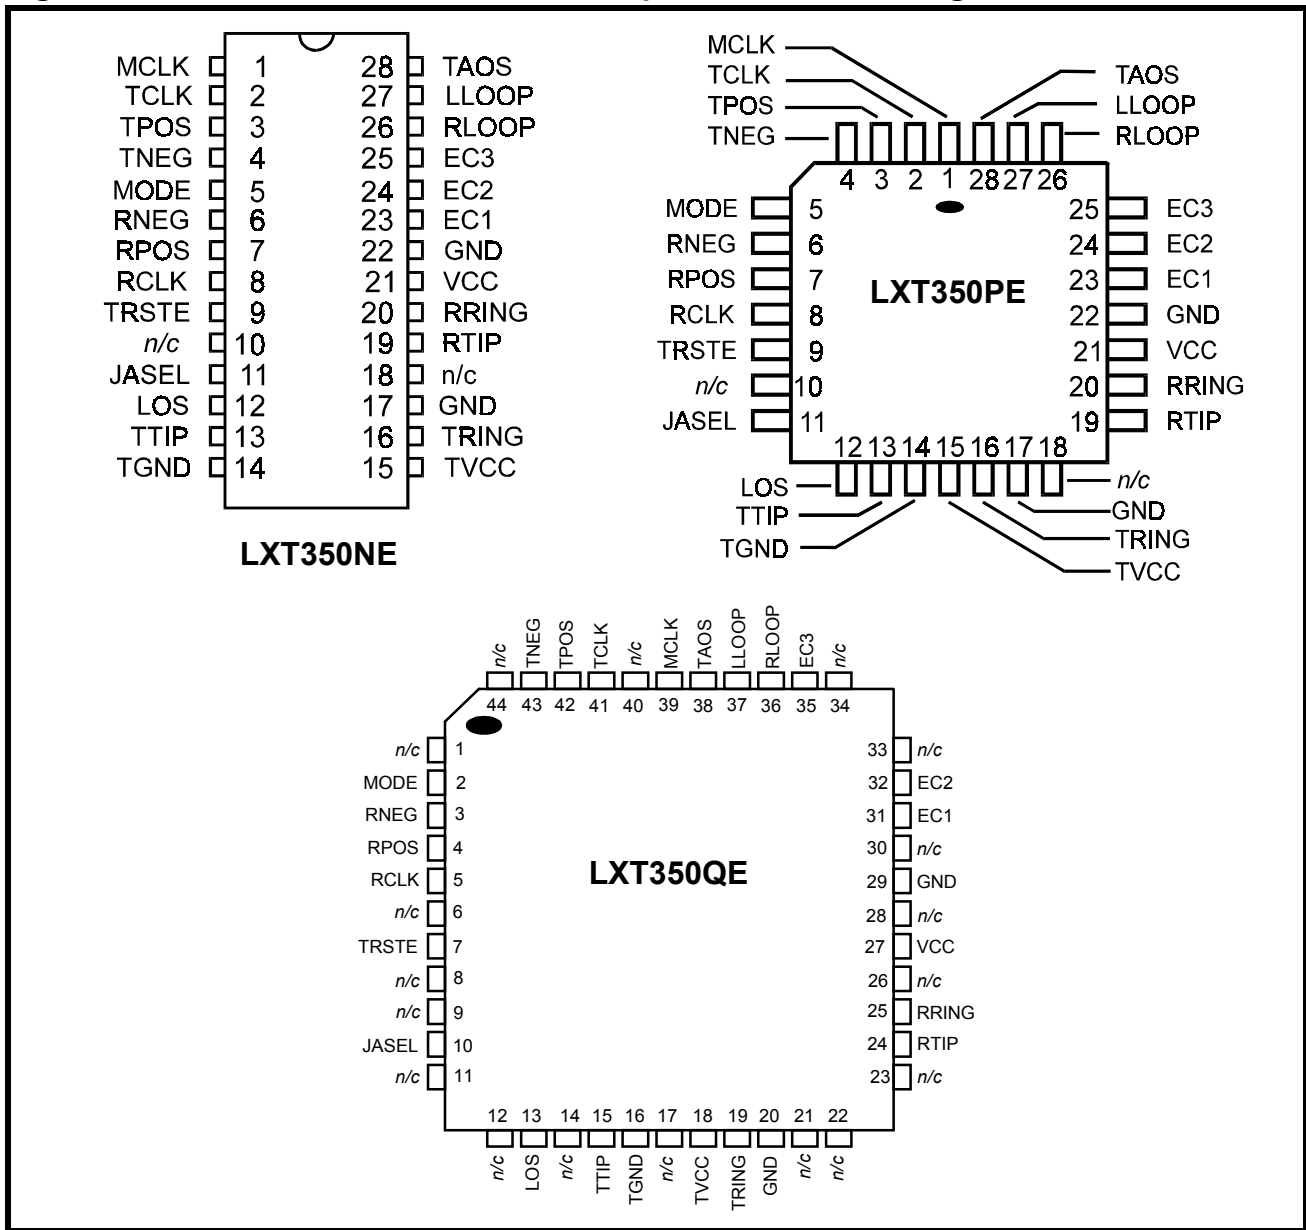 MCLK 1 28 TAOS
TCLK 2 27 LLOOP
TPOS 3 26 RLOOP
TNEG 4 25 EC3
MODE 5 24 EC2
RNEG 6 23 EC1
RPOS 7 22 GND
RCLK 8 21 VCC
TRSTE 9 20 RRING
n/c 10 19 RTIP
JASEL 11 18 n/c
LOS 12 17 GND
TTIP 13 16 TRING
TGND 14 15 TVCC
LXT350NE
MCLK
TCLK TAOS
TPOS LLOOP
TNEG RLOOP
4 3 2 1 28 27 26
MODE 5 25 EC3
RNEG 6 24 EC2
RPOS 7 23 EC1
LXT350PE
RCLK 8 22 GND
TRSTE 9 21 VCC
n/c 10 20 RRING
JASEL 11 19 RTIP
12 13 14 15 16 17 18
LOS n/c
TTIP GND
TGND TRING
TVCC
n/c TNEG TPOS TCLK n/c MCLK TAOS LLOOP RLOOP EC3 n/c
44 43 42 41 40 39 38 37 36 35 34
n/c 1 33 n/c
MODE 2 32 EC2
RNEG 3 31 EC1
RPOS 4 30 n/c
LXT350QE
RCLK 5 29 GND
n/c 6 28 n/c
TRSTE 7 27 VCC
n/c 8 26 n/c
n/c 9 25 RRING
JASEL 10 24 RTIP
n/c 11 23 n/c
12 13 14 15 16 17 18 19 20 21 22
n/c LOS n/c TTIP TGND n/c TVCC TRING GND n/c n/c